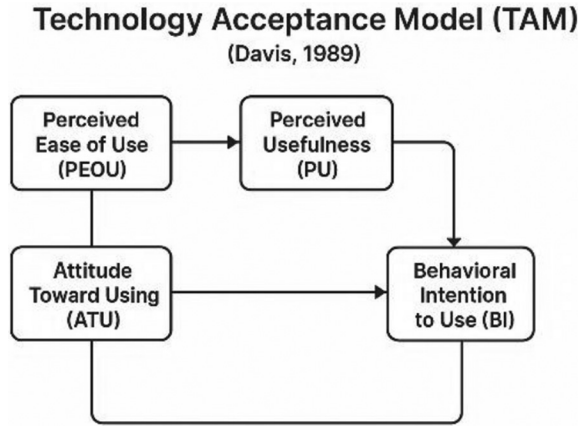 Technology Acceptance Model (TAM)
(Davis, 1989)
Perceived
Ease of Use
(PEOU)
Perceived
Usefulness
(PU)
Attitude
Toward Using
(ATU)
Behavioral
Intention
to Use (BI)